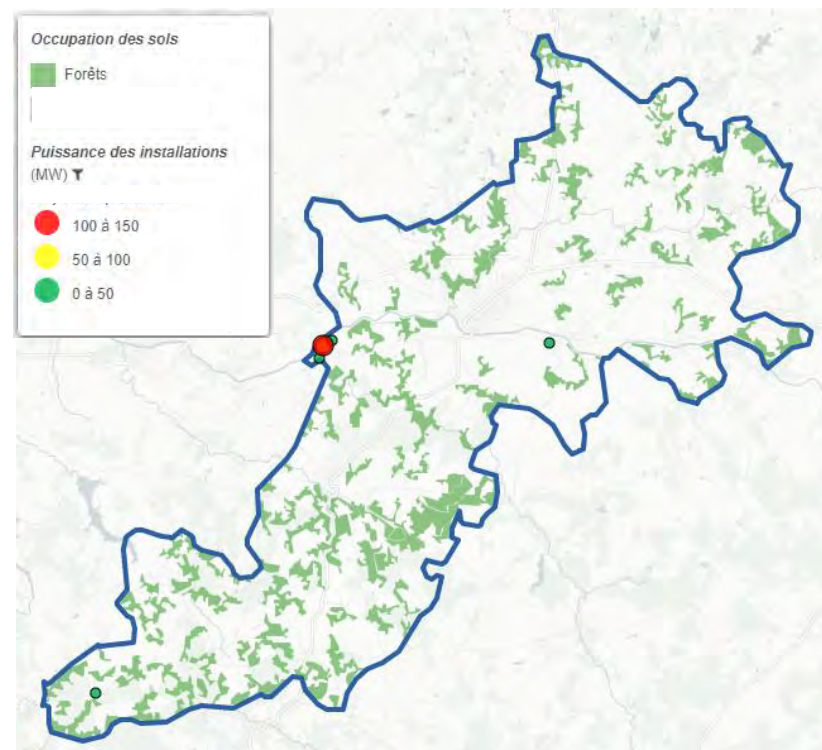 Occupation des sols
Forêts
Puissance des installations
(MW)
100 à 150
50 à 100
0 à 50